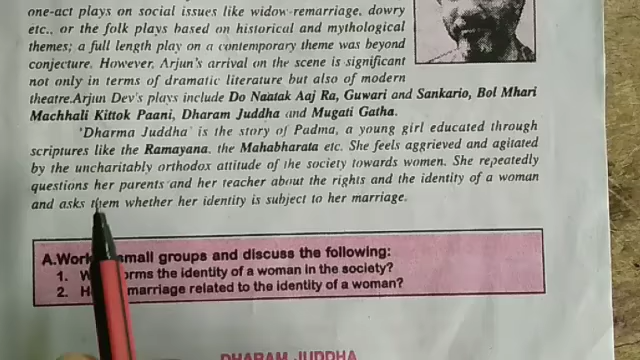 one-act plays on social issues like widow-remarriage, dowry
etc., or the folk plays based on historical and mythological
themes; a full length play on a contemporary theme was beyond
conjecture. However, Arjun's arrival on the scene is significant
not only in terms of dramatic literature but also of modern
theatre.Arjun Dev's plays include Do Naatak Aaj Ra, Guwari and Sankario, Bol Mhari
Machhali Kittok Paani, Dharam Juddha and Mugati Gatha.
'Dharma Juddha' is the story of Padma, a young girl educated through
scriptures like the Ramayana, the Mahabharata etc. She feels aggrieved and agitated
by the uncharitably orthodox attitude of the society towards women. She repeatedly
questions her parents and her teacher about the rights and the identity of a woman
and asks them whether her identity is subject to her marriage.
A.Work small groups and discuss the following:
1. W orms the identity of a woman in the society?
2. H marriage related to the identity of a woman?
DHARAM JUDDHA